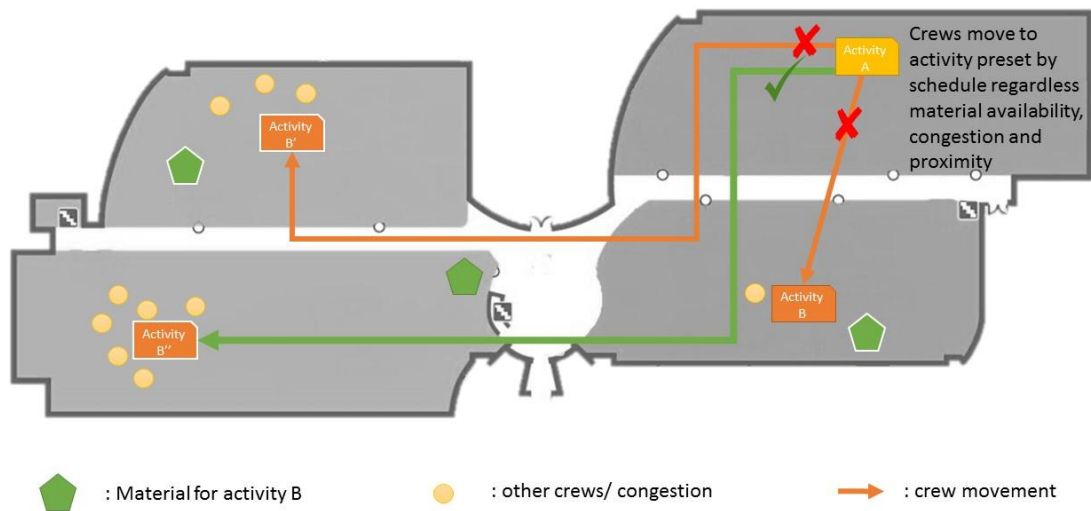 Activity
A
Crews move to
activity preset by
schedule regardless
material availability,
congestion and
proximity
Activity
B'
Activity
B
Activity
B''
: Material for activity B
: other crews/ congestion
: crew movement